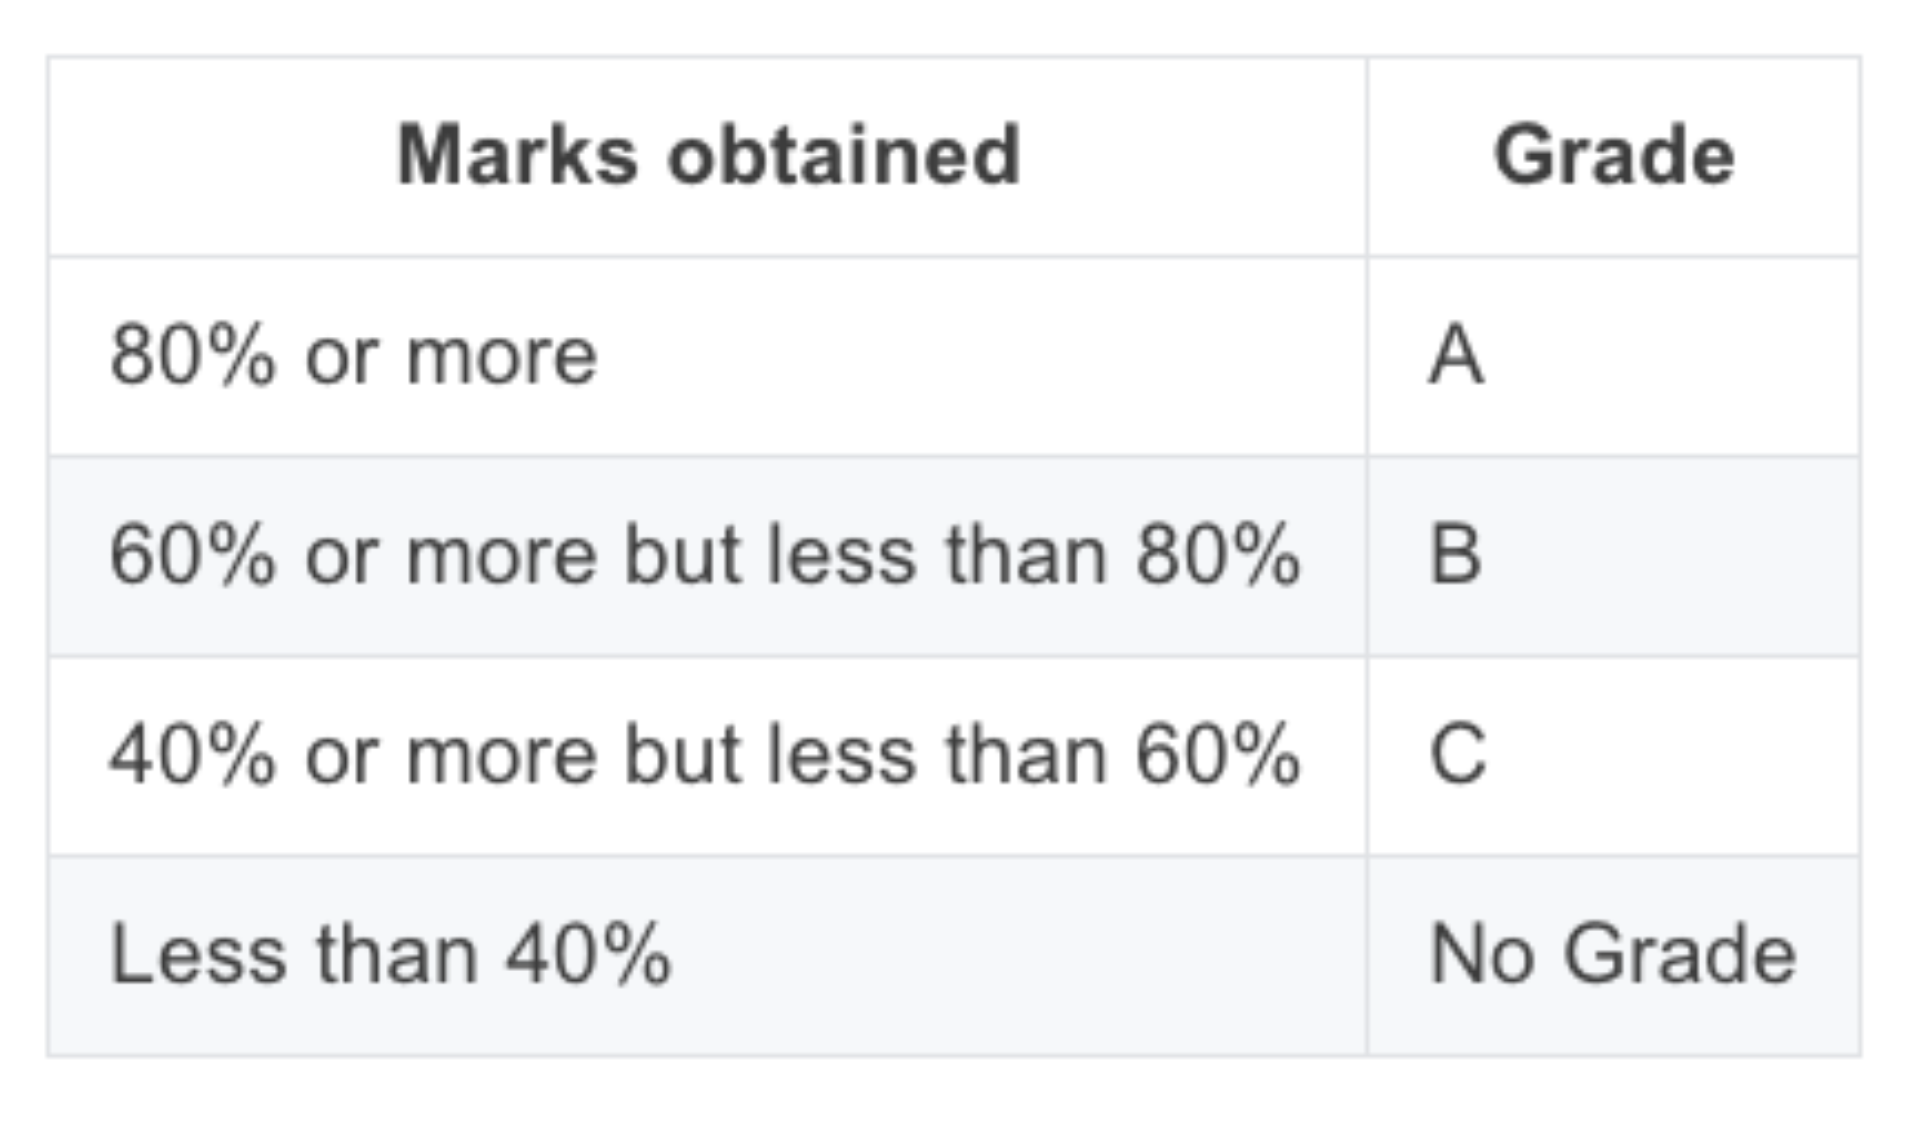 Marks obtained Grade
80% or more A
60% or more but less than 80% B
40% or more but less than 60% C
Less than 40% No Grade